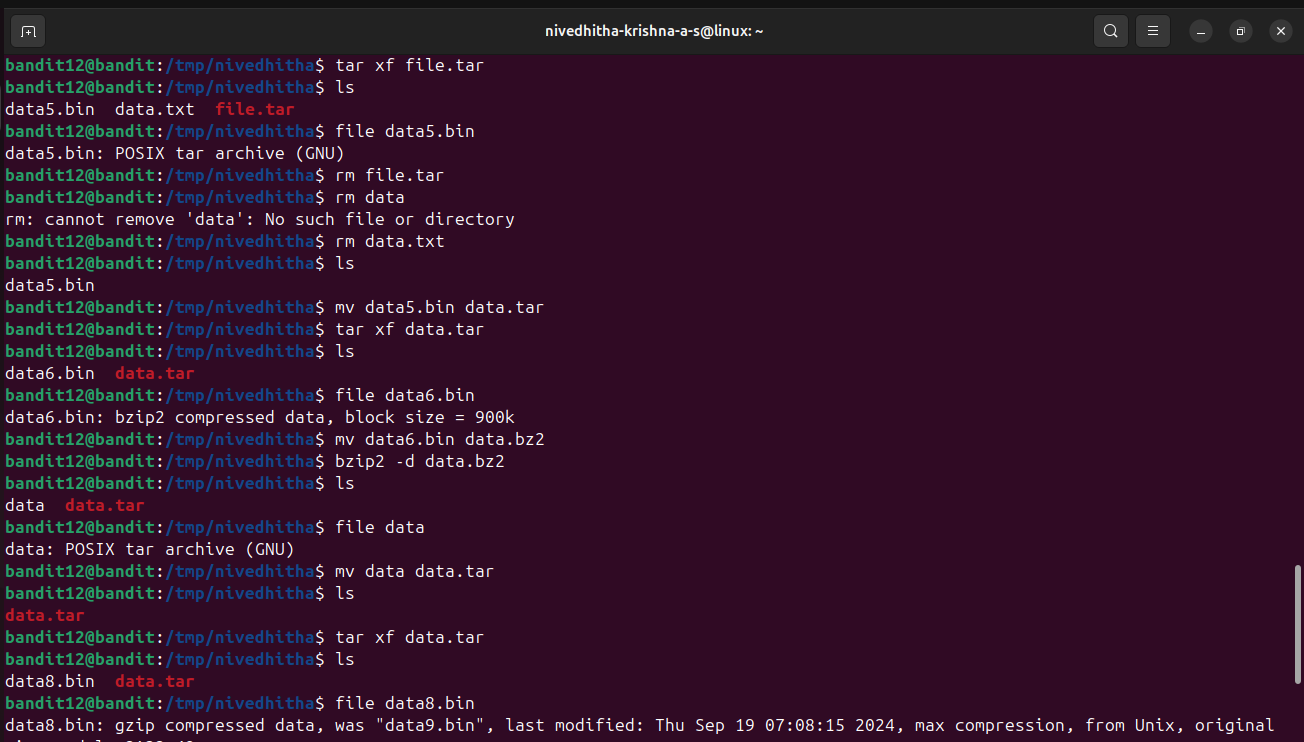 nivedhitha-krishna-a-s@linux: ~
bandit12@bandit:/tmp/nivedhitha$ tar xf file.tar
bandit12@bandit:/tmp/nivedhitha$ ls
data5.bin  data.txt  file.tar
bandit12@bandit:/tmp/nivedhitha$ file data5.bin
data5.bin: POSIX tar archive (GNU)
bandit12@bandit:/tmp/nivedhitha$ rm file.tar
bandit12@bandit:/tmp/nivedhitha$ rm data
rm: cannot remove 'data': No such file or directory
bandit12@bandit:/tmp/nivedhitha$ rm data.txt
bandit12@bandit:/tmp/nivedhitha$ ls
data5.bin
bandit12@bandit:/tmp/nivedhitha$ mv data5.bin data.tar
bandit12@bandit:/tmp/nivedhitha$ tar xf data.tar
bandit12@bandit:/tmp/nivedhitha$ ls
data6.bin  data.tar
bandit12@bandit:/tmp/nivedhitha$ file data6.bin
data6.bin: bzip2 compressed data, block size = 900k
bandit12@bandit:/tmp/nivedhitha$ mv data6.bin data.bz2
bandit12@bandit:/tmp/nivedhitha$ bzip2 -d data.bz2
bandit12@bandit:/tmp/nivedhitha$ ls
data  data.tar
bandit12@bandit:/tmp/nivedhitha$ file data
data: POSIX tar archive (GNU)
bandit12@bandit:/tmp/nivedhitha$ mv data data.tar
bandit12@bandit:/tmp/nivedhitha$ ls
data.tar
bandit12@bandit:/tmp/nivedhitha$ tar xf data.tar
bandit12@bandit:/tmp/nivedhitha$ ls
data8.bin  data.tar
bandit12@bandit:/tmp/nivedhitha$ file data8.bin
data8.bin: gzip compressed data, was "data9.bin", last modified: Thu Sep 19 07:08:15 2024, max compression, from Unix, original